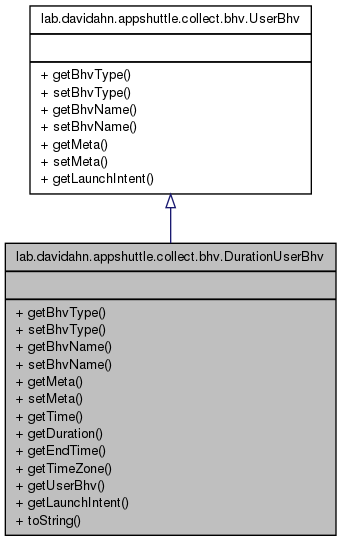 lab.davidahn.appshuttle.collect.bhv.UserBhv
+ getBhvType()
+ setBhvType()
+ getBhvName()
+ setBhvName()
+ getMeta()
+ setMeta()
+ getLaunchIntent()
lab.davidahn.appshuttle.collect.bhv.DurationUserBhv
+ getBhvType()
+ setBhvType()
+ getBhvName()
+ setBhvName()
+ getMeta()
+ setMeta()
+ getTime()
+ getDuration()
+ getEndTime()
+ getTimeZone()
+ getUserBhv()
+ getLaunchIntent()
+ toString()